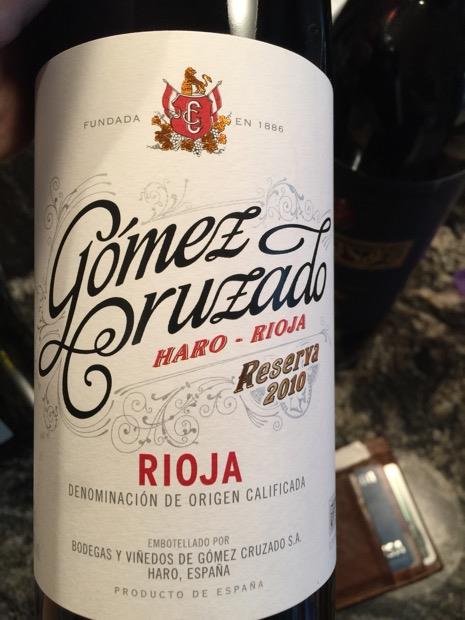 FUNDADA EN 1886
Gómez
Cruzado
HARO - RIOJA
Reserva
2010
RIOJA
DENOMINACIÓN DE ORIGEN CALIFICADA
EMBOTELLADO POR
BODEGAS Y VIÑEDOS DE GÓMEZ CRUZADO S.A.
HARO, ESPAÑA
PRODUCTO DE ESPAÑA